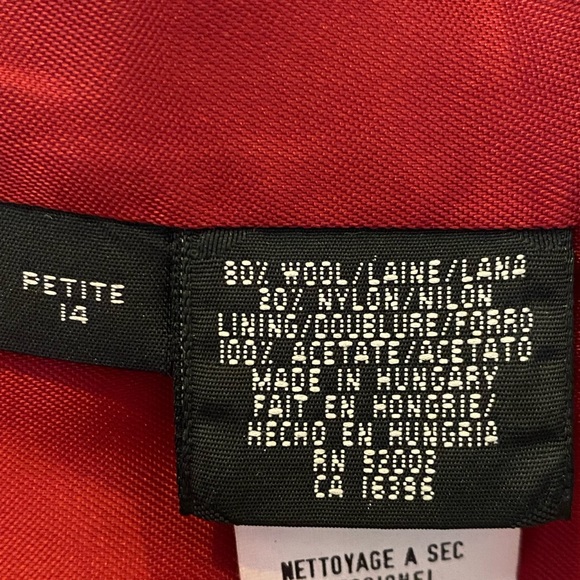 PETITE
14
80% WOOL/LAINE/LANA
20% NYLON/NILON
LINING/DOUBLURE/FORRO
100% ACETATE/ACETATO
MADE IN HUNGARY
FAIT EN HONGRIE/
HECHO EN HUNGRIA
RN 52002
CA 16396
NETTOYAGE A SEC